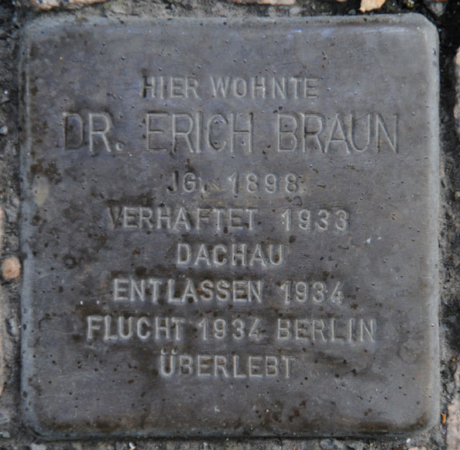 HIER WOHNTE
DR. ERICH BRAUN
JG. 1898
VERHAFTET 1933
DACHAU
ENTLASSEN 1934
FLUCHT 1934 BERLIN
ÜBERLEBT